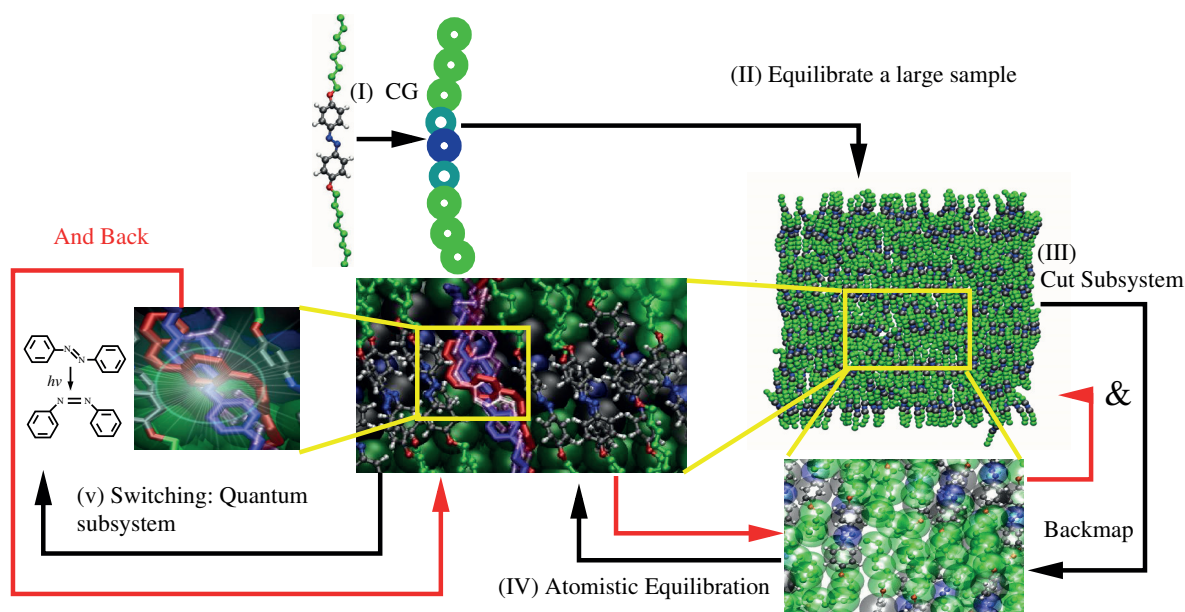 (I) CG
(II) Equilibrate a large sample
And Back
(III)
Cut Subsystem
N
N
hν
N
N
&
(v) Switching: Quantum
subsystem
Backmap
(IV) Atomistic Equilibration